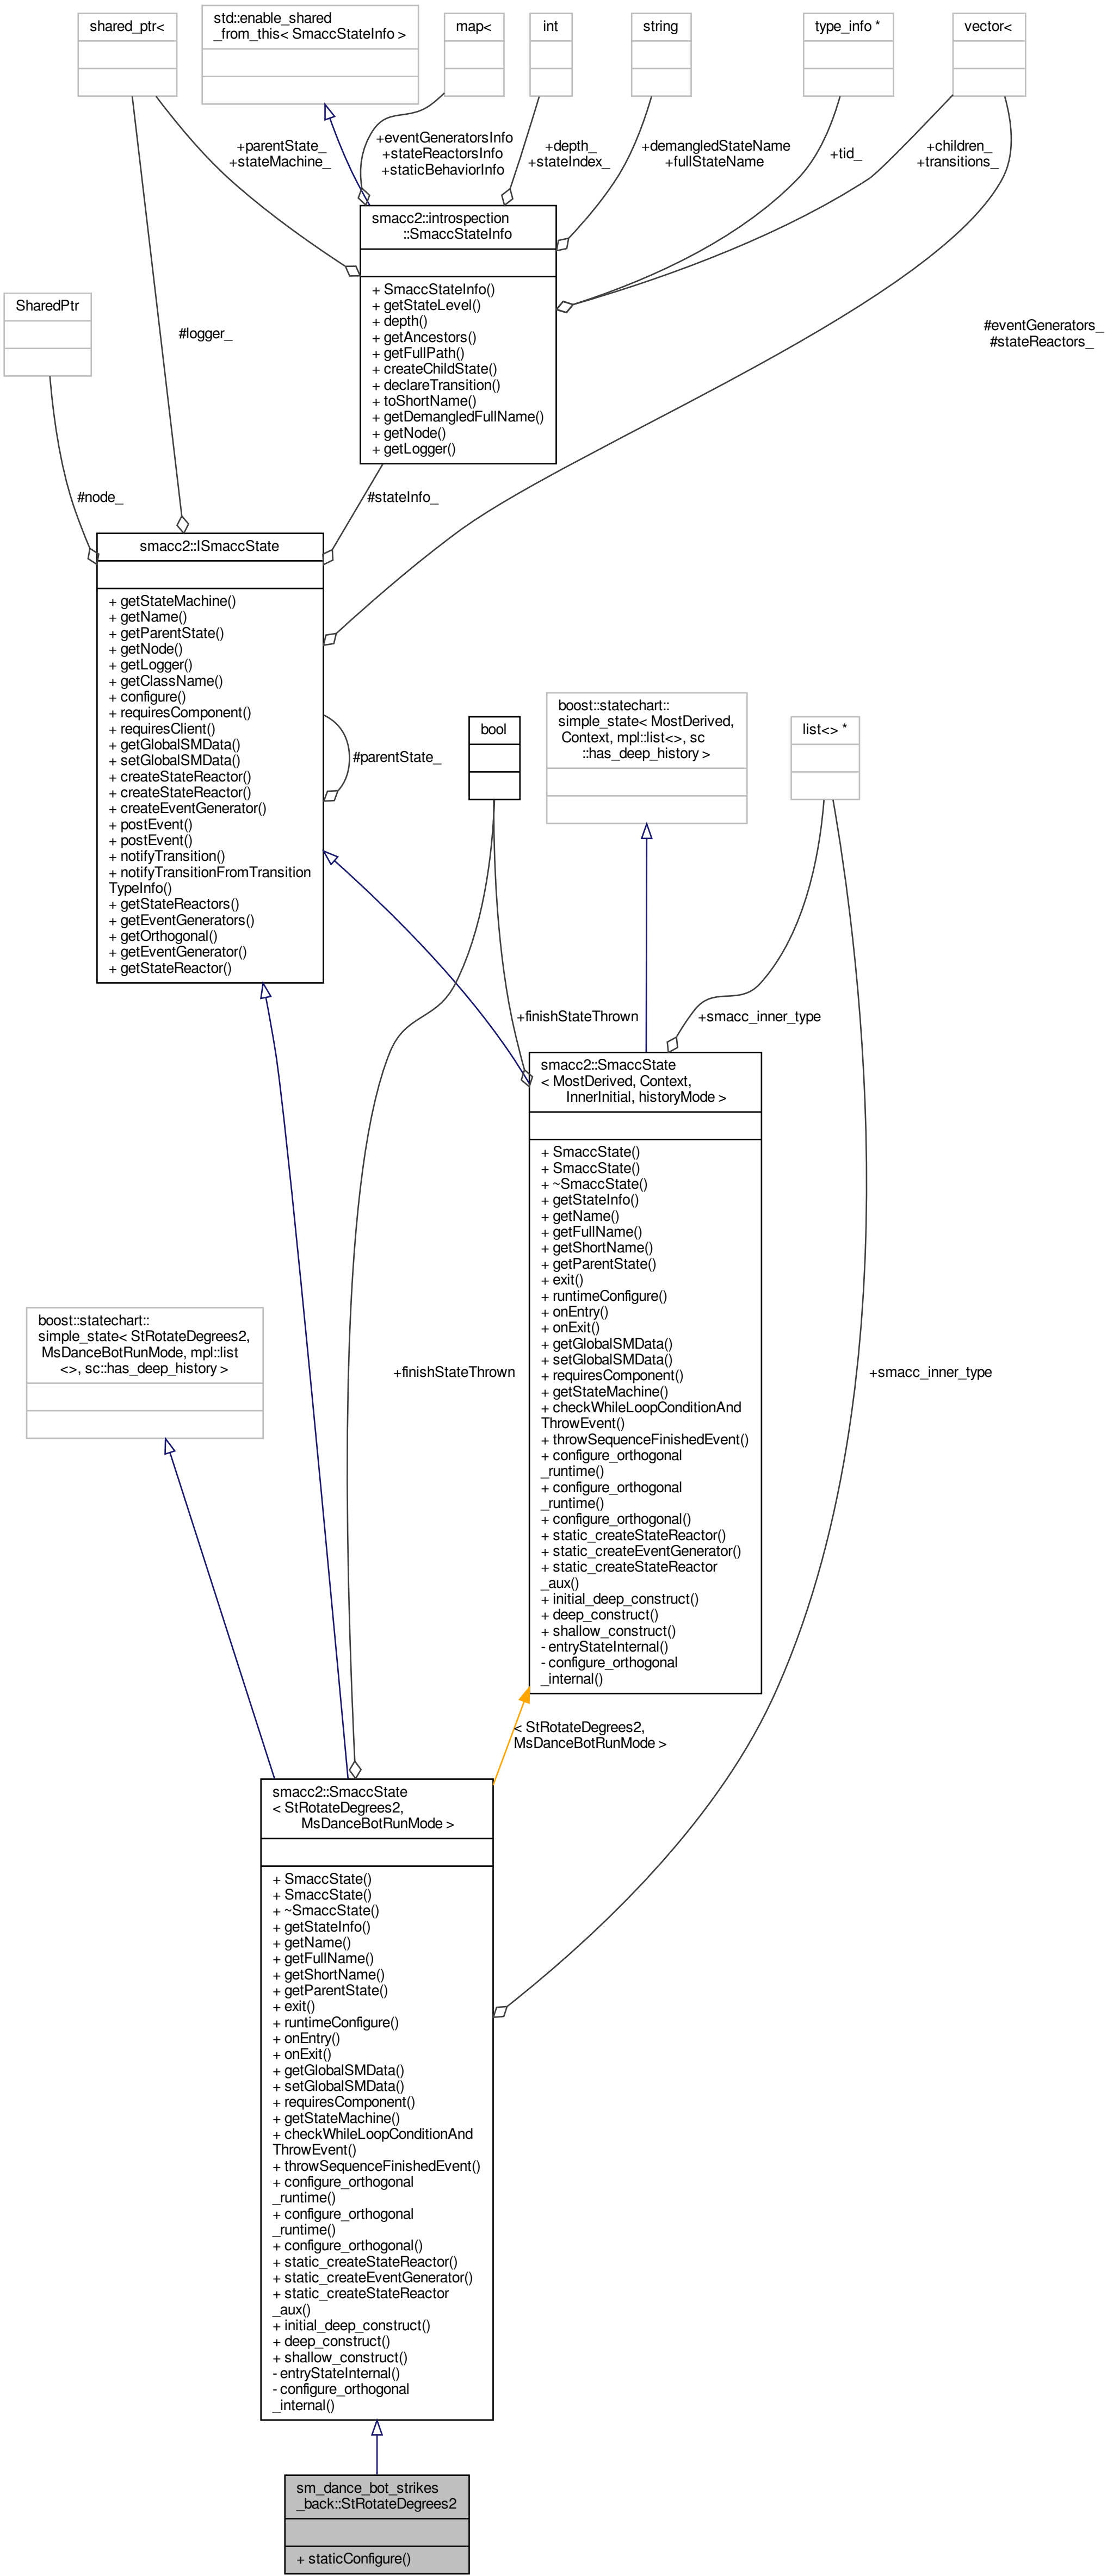 shared_ptr<
std::enable_shared
_from_this< SmaccStateInfo >
map<
int
string
type_info *
vector<
+parentState_
+stateMachine_
+eventGeneratorsInfo
+stateReactorsInfo
+staticBehaviorInfo
+depth_
+stateIndex_
+demangledStateName
+fullStateName
+tid_
+children_
+transitions_
smacc2::introspection
::SmaccStateInfo
+ SmaccStateInfo()
+ getStateLevel()
+ depth()
+ getAncestors()
+ getFullPath()
+ createChildState()
+ declareTransition()
+ toShortName()
+ getDemangledFullName()
+ getNode()
+ getLogger()
SharedPtr
#logger_
#eventGenerators_
#stateReactors_
#node_
#stateInfo_
smacc2::ISmaccState
+ getStateMachine()
+ getName()
+ getParentState()
+ getNode()
+ getLogger()
+ getClassName()
+ configure()
+ requiresComponent()
+ requiresClient()
+ getGlobalSMData()
+ setGlobalSMData()
+ createStateReactor()
+ createStateReactor()
+ createEventGenerator()
+ postEvent()
+ postEvent()
+ notifyTransition()
+ notifyTransitionFromTransition
TypeInfo()
+ getStateReactors()
+ getEventGenerators()
+ getOrthogonal()
+ getEventGenerator()
+ getStateReactor()
#parentState_
bool
boost::statechart::
simple_state< MostDerived,
Context, mpl::list<>, sc
::has_deep_history >
list<> *
+finishStateThrown
+smacc_inner_type
smacc2::SmaccState
< MostDerived, Context,
InnerInitial, historyMode >
+ SmaccState()
+ SmaccState()
+ ~SmaccState()
+ getStateInfo()
+ getName()
+ getFullName()
+ getShortName()
+ getParentState()
+ exit()
+ runtimeConfigure()
+ onEntry()
+ onExit()
+ getGlobalSMData()
+ setGlobalSMData()
+ requiresComponent()
+ getStateMachine()
+ checkWhileLoopConditionAnd
ThrowEvent()
+ throwSequenceFinishedEvent()
+ configure_orthogonal
_runtime()
+ configure_orthogonal
_runtime()
+ configure_orthogonal()
+ static_createStateReactor()
+ static_createEventGenerator()
+ static_createStateReactor
_aux()
+ initial_deep_construct()
+ deep_construct()
+ shallow_construct()
- entryStateInternal()
- configure_orthogonal
_internal()
boost::statechart::
simple_state< StRotateDegrees2,
MsDanceBotRunMode, mpl::list
<>, sc::has_deep_history >
+finishStateThrown
+smacc_inner_type
< StRotateDegrees2,
MsDanceBotRunMode >
smacc2::SmaccState
< StRotateDegrees2,
MsDanceBotRunMode >
+ SmaccState()
+ SmaccState()
+ ~SmaccState()
+ getStateInfo()
+ getName()
+ getFullName()
+ getShortName()
+ getParentState()
+ exit()
+ runtimeConfigure()
+ onEntry()
+ onExit()
+ getGlobalSMData()
+ setGlobalSMData()
+ requiresComponent()
+ getStateMachine()
+ checkWhileLoopConditionAnd
ThrowEvent()
+ throwSequenceFinishedEvent()
+ configure_orthogonal
_runtime()
+ configure_orthogonal
_runtime()
+ configure_orthogonal()
+ static_createStateReactor()
+ static_createEventGenerator()
+ static_createStateReactor
_aux()
+ initial_deep_construct()
+ deep_construct()
+ shallow_construct()
- entryStateInternal()
- configure_orthogonal
_internal()
sm_dance_bot_strikes
_back::StRotateDegrees2
+ staticConfigure()